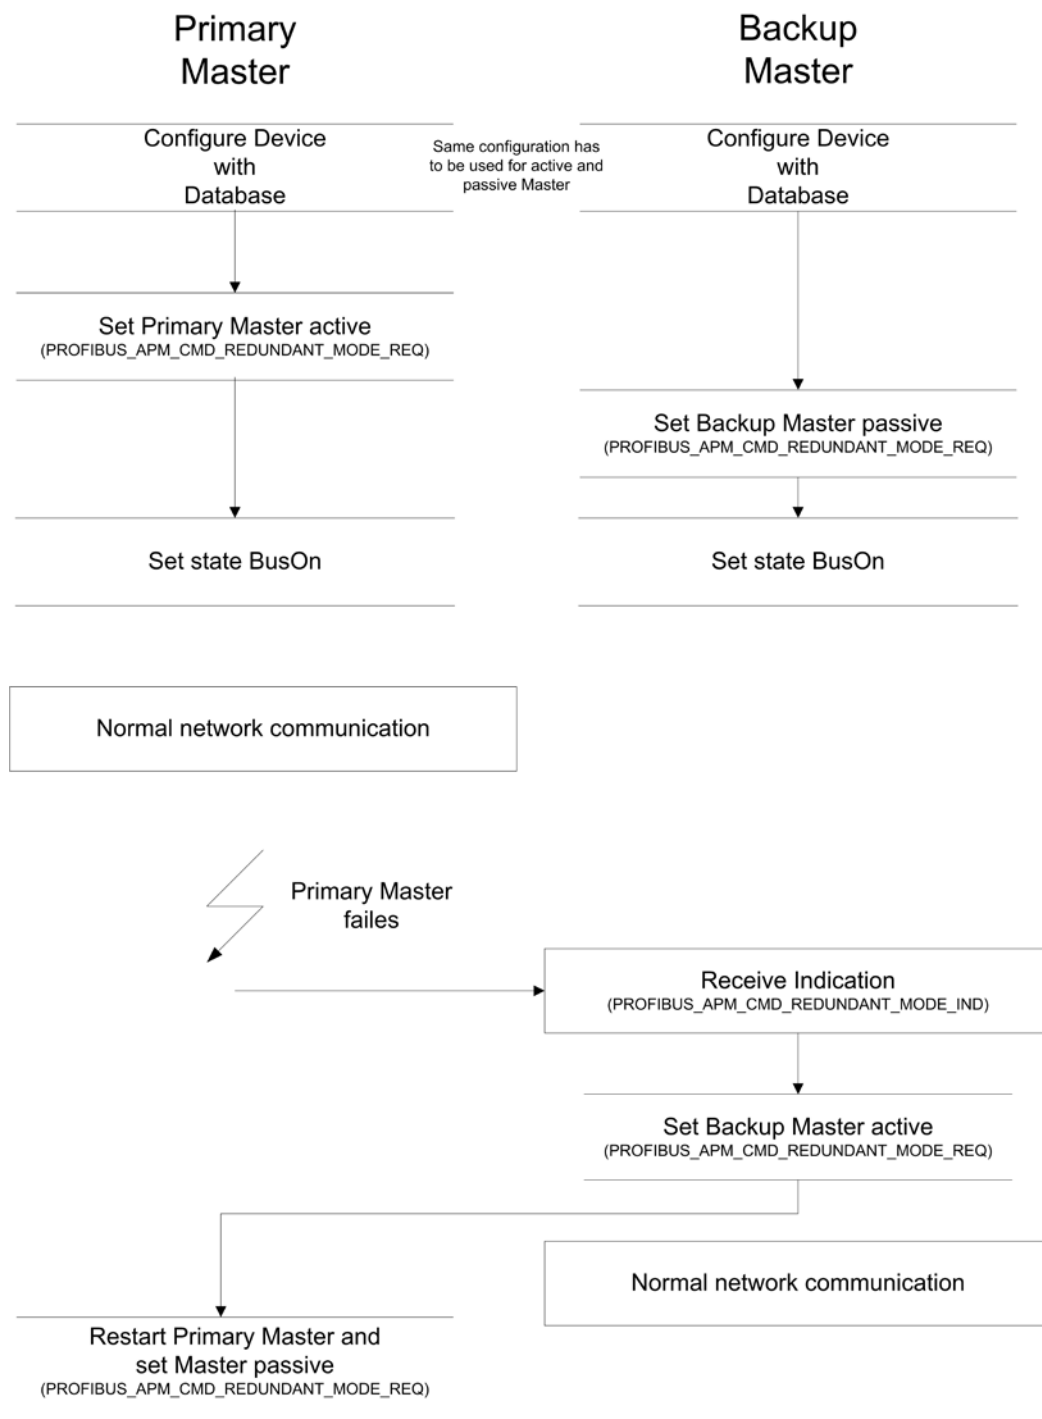 Primary
Master
Backup
Master
Configure Device
with
Database
Same configuration has
to be used for active and
passive Master
Configure Device
with
Database
Set Primary Master active
(PROFIBUS_APM_CMD_REDUNDANT_MODE_REQ)
Set Backup Master passive
(PROFIBUS_APM_CMD_REDUNDANT_MODE_REQ)
Set state BusOn
Set state BusOn
Normal network communication
Primary Master
failes
Receive Indication
(PROFIBUS_APM_CMD_REDUNDANT_MODE_IND)
Set Backup Master active
(PROFIBUS_APM_CMD_REDUNDANT_MODE_REQ)
Normal network communication
Restart Primary Master and
set Master passive
(PROFIBUS_APM_CMD_REDUNDANT_MODE_REQ)